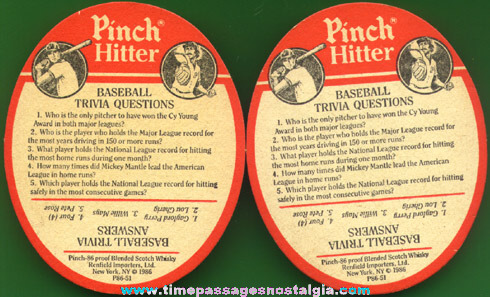 Pinch®
Hitter
BASEBALL
TRIVIA QUESTIONS
1. Who is the only pitcher to have won the Cy Young
Award in both major leagues?
2. Who is the player who holds the Major League record for
the most years driving in 150 or more runs?
3. What player holds the National League record for hitting
the most home runs during one month?
4. How many times did Mickey Mantle lead the American
League in home runs?
5. Which player holds the National League record for hitting
safely in the most consecutive games?
BASEBALL TRIVIA
ANSWERS
1. Gaylord Perry
2. Lou Gherig
3. Willie Mays
4. Four (4)
5. Pete Rose
Pinch-86 proof Blended Scotch Whisky
Renfield Importers, Ltd.
New York, NY © 1986
P86-51
Pinch®
Hitter
BASEBALL
TRIVIA QUESTIONS
1. Who is the only pitcher to have won the Cy Young
Award in both major leagues?
2. Who is the player who holds the Major League record for
the most years driving in 150 or more runs?
3. What player holds the National League record for hitting
the most home runs during one month?
4. How many times did Mickey Mantle lead the American
League in home runs?
5. Which player holds the National League record for hitting
safely in the most consecutive games?
BASEBALL TRIVIA
ANSWERS
1. Gaylord Perry
2. Lou Gherig
3. Willie Mays
4. Four (4)
5. Pete Rose
Pinch-86 proof Blended Scotch Whisky
Renfield Importers, Ltd.
New York, NY © 1986
P86-51
www.timepassagesnostalgia.com